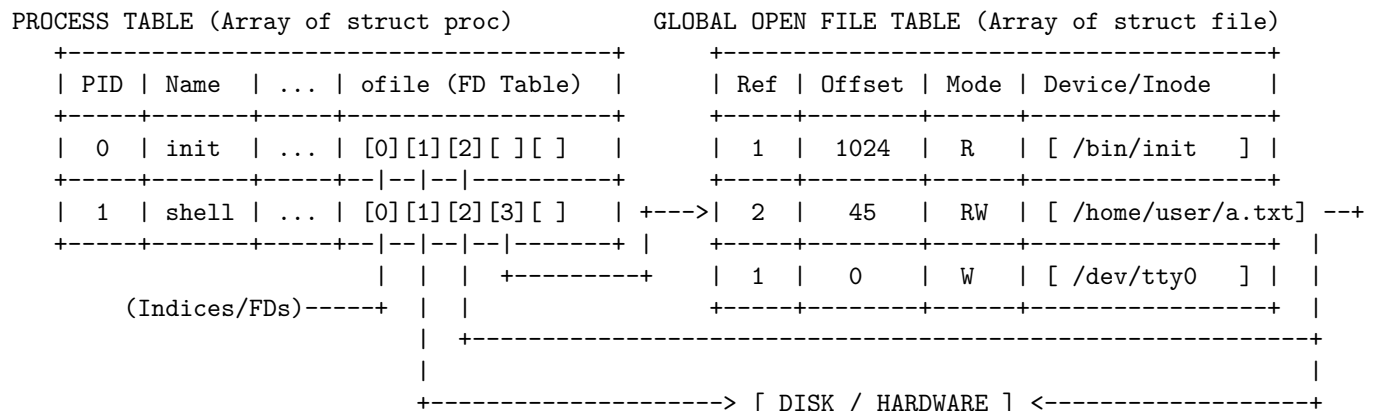 PROCESS TABLE (Array of struct proc) GLOBAL OPEN FILE TABLE (Array of struct file)
| PID | Name | ... | ofile (FD Table) | | Ref | Offset | Mode | Device/Inode |
| 0 | init | ... | [0][1][2][ ][ ] | | 1 | 1024 | R | [ /bin/init ] |
| 1 | shell | ... | [0][1][2][3][ ] | +--->| 2 | 45 | RW | [ /home/user/a.txt] --+
| 1 | 0 | W | [ /dev/tty0 ] | |
(Indices/FDs)-----+
[ DISK / HARDWARE ]